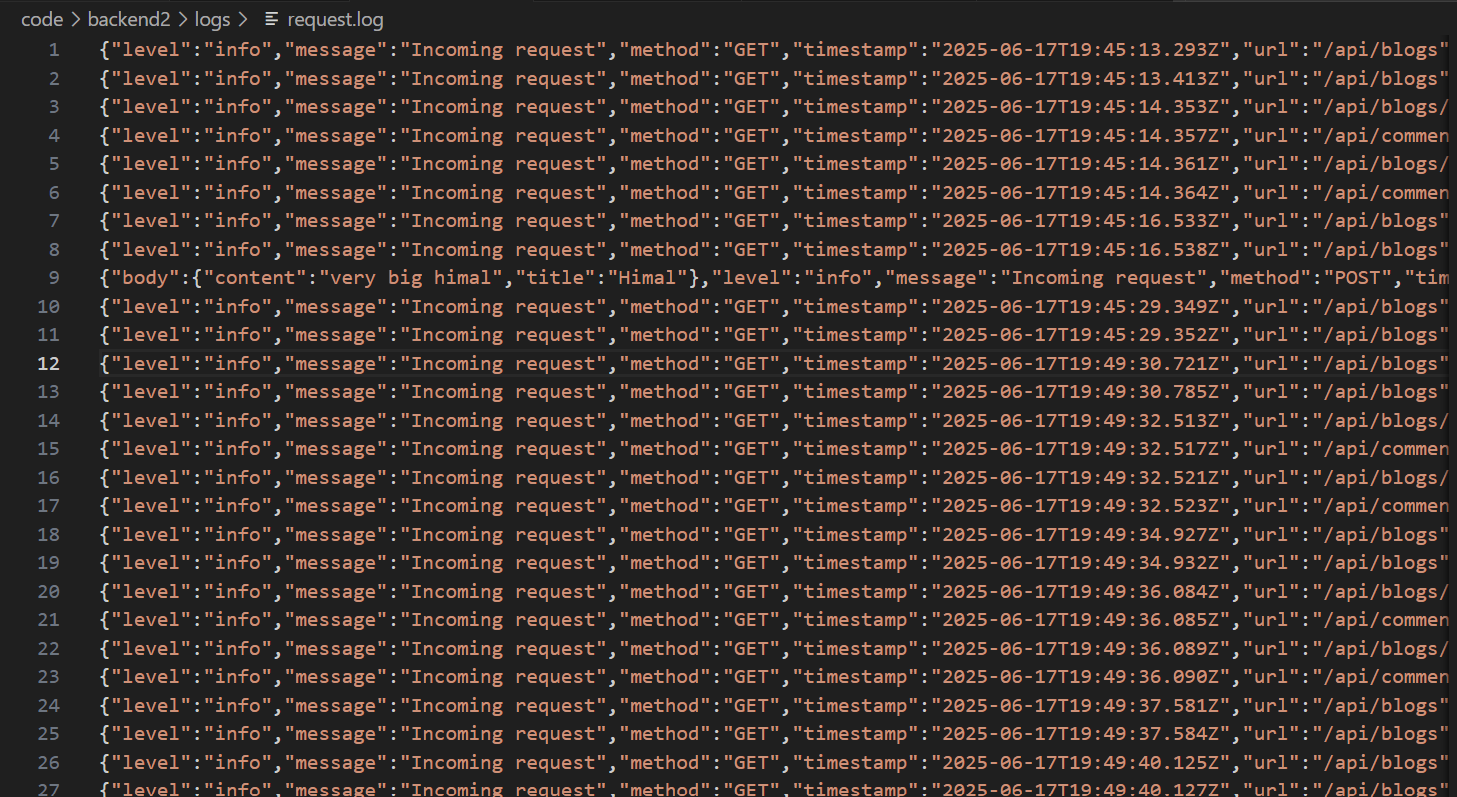 code > backend2 > logs > request.log
1 {"level":"info","message":"Incoming request","method":"GET","timestamp":"2025-06-17T19:45:13.293Z","url":"/api/blogs"
2 {"level":"info","message":"Incoming request","method":"GET","timestamp":"2025-06-17T19:45:13.413Z","url":"/api/blogs"
3 {"level":"info","message":"Incoming request","method":"GET","timestamp":"2025-06-17T19:45:14.353Z","url":"/api/blogs/
4 {"level":"info","message":"Incoming request","method":"GET","timestamp":"2025-06-17T19:45:14.357Z","url":"/api/commen
5 {"level":"info","message":"Incoming request","method":"GET","timestamp":"2025-06-17T19:45:14.361Z","url":"/api/blogs/
6 {"level":"info","message":"Incoming request","method":"GET","timestamp":"2025-06-17T19:45:14.364Z","url":"/api/commen
7 {"level":"info","message":"Incoming request","method":"GET","timestamp":"2025-06-17T19:45:16.533Z","url":"/api/blogs"
8 {"level":"info","message":"Incoming request","method":"GET","timestamp":"2025-06-17T19:45:16.538Z","url":"/api/blogs"
9 {"body":{"content":"very big himal","title":"Himal"},"level":"info","message":"Incoming request","method":"POST","tim
10 {"level":"info","message":"Incoming request","method":"GET","timestamp":"2025-06-17T19:45:29.349Z","url":"/api/blogs"
11 {"level":"info","message":"Incoming request","method":"GET","timestamp":"2025-06-17T19:45:29.352Z","url":"/api/blogs"
12 {"level":"info","message":"Incoming request","method":"GET","timestamp":"2025-06-17T19:49:30.721Z","url":"/api/blogs"
13 {"level":"info","message":"Incoming request","method":"GET","timestamp":"2025-06-17T19:49:30.785Z","url":"/api/blogs"
14 {"level":"info","message":"Incoming request","method":"GET","timestamp":"2025-06-17T19:49:32.513Z","url":"/api/blogs/
15 {"level":"info","message":"Incoming request","method":"GET","timestamp":"2025-06-17T19:49:32.517Z","url":"/api/commen
16 {"level":"info","message":"Incoming request","method":"GET","timestamp":"2025-06-17T19:49:32.521Z","url":"/api/blogs/
17 {"level":"info","message":"Incoming request","method":"GET","timestamp":"2025-06-17T19:49:32.523Z","url":"/api/commen
18 {"level":"info","message":"Incoming request","method":"GET","timestamp":"2025-06-17T19:49:34.927Z","url":"/api/blogs"
19 {"level":"info","message":"Incoming request","method":"GET","timestamp":"2025-06-17T19:49:34.932Z","url":"/api/blogs"
20 {"level":"info","message":"Incoming request","method":"GET","timestamp":"2025-06-17T19:49:36.084Z","url":"/api/blogs/
21 {"level":"info","message":"Incoming request","method":"GET","timestamp":"2025-06-17T19:49:36.085Z","url":"/api/commen
22 {"level":"info","message":"Incoming request","method":"GET","timestamp":"2025-06-17T19:49:36.089Z","url":"/api/blogs/
23 {"level":"info","message":"Incoming request","method":"GET","timestamp":"2025-06-17T19:49:36.090Z","url":"/api/commen
24 {"level":"info","message":"Incoming request","method":"GET","timestamp":"2025-06-17T19:49:37.581Z","url":"/api/blogs"
25 {"level":"info","message":"Incoming request","method":"GET","timestamp":"2025-06-17T19:49:37.584Z","url":"/api/blogs"
26 {"level":"info","message":"Incoming request","method":"GET","timestamp":"2025-06-17T19:49:40.125Z","url":"/api/blogs"
27 {"level":"info","message":"Incoming request","method":"GET","timestamp":"2025-06-17T19:49:40.127Z","url":"/api/blogs"